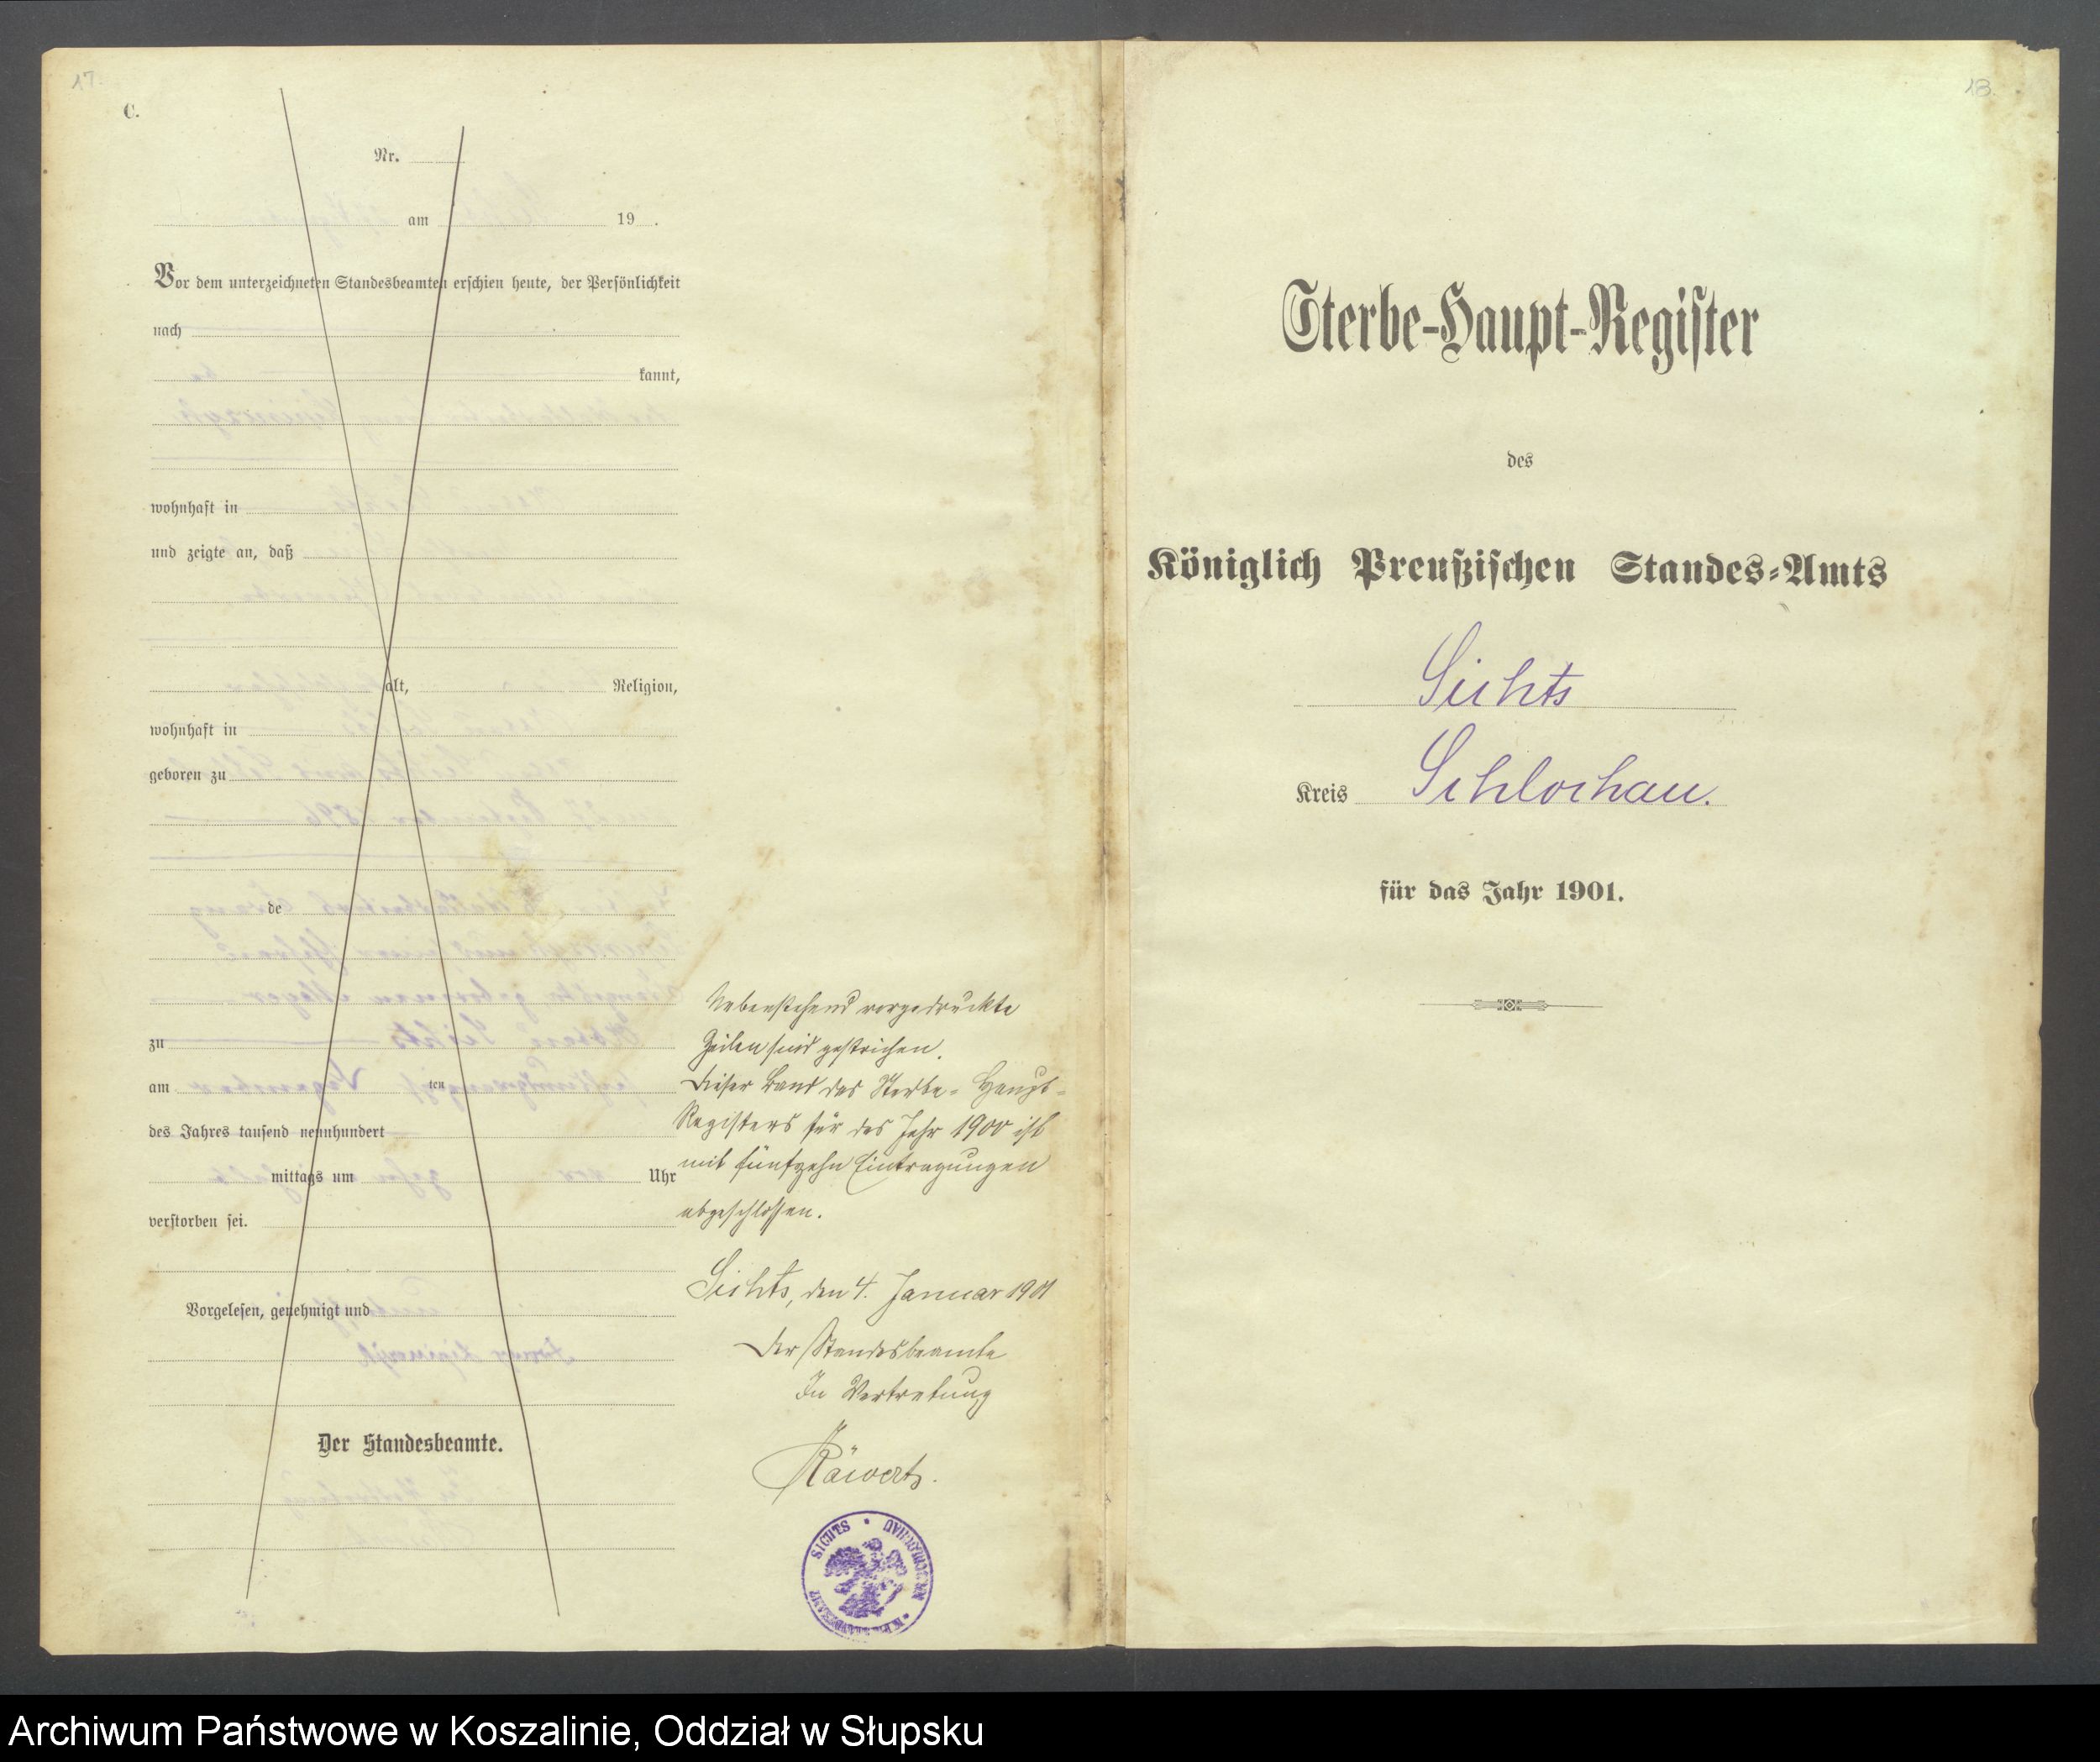 17.
C.
Nr.
am 19 .
Vor dem unterzeichneten Standesbeamten erschien heute, der Persönlichkeit
nach
kannt,
wohnhaft in
und zeigte an, daß
alt, Religion,
wohnhaft in
geboren zu
de
zu
am ten
des Jahres tausend neunhundert
mittags um Uhr
verstorben sei.
Vorgelesen, genehmigt und
Der Standesbeamte.
Nebenstehend vorgedruckte
Zeilen sind gestrichen.
Dieser Band des Sterbe-Haupt-
Registers für das Jahr 1900 ist
mit fünfzehn Eintragungen
abgeschlossen.
Sichts, den 4. Januar 1901
Der Standesbeamte
In Vertretung
SICHTS
18.
Sterbe-Haupt-Register
des
Königlich Preußischen Standes-Amts
Sichts
Kreis Schlochau.
für das Jahr 1901.
Archiwum Państwowe w Koszalinie, Oddział w Słupsku